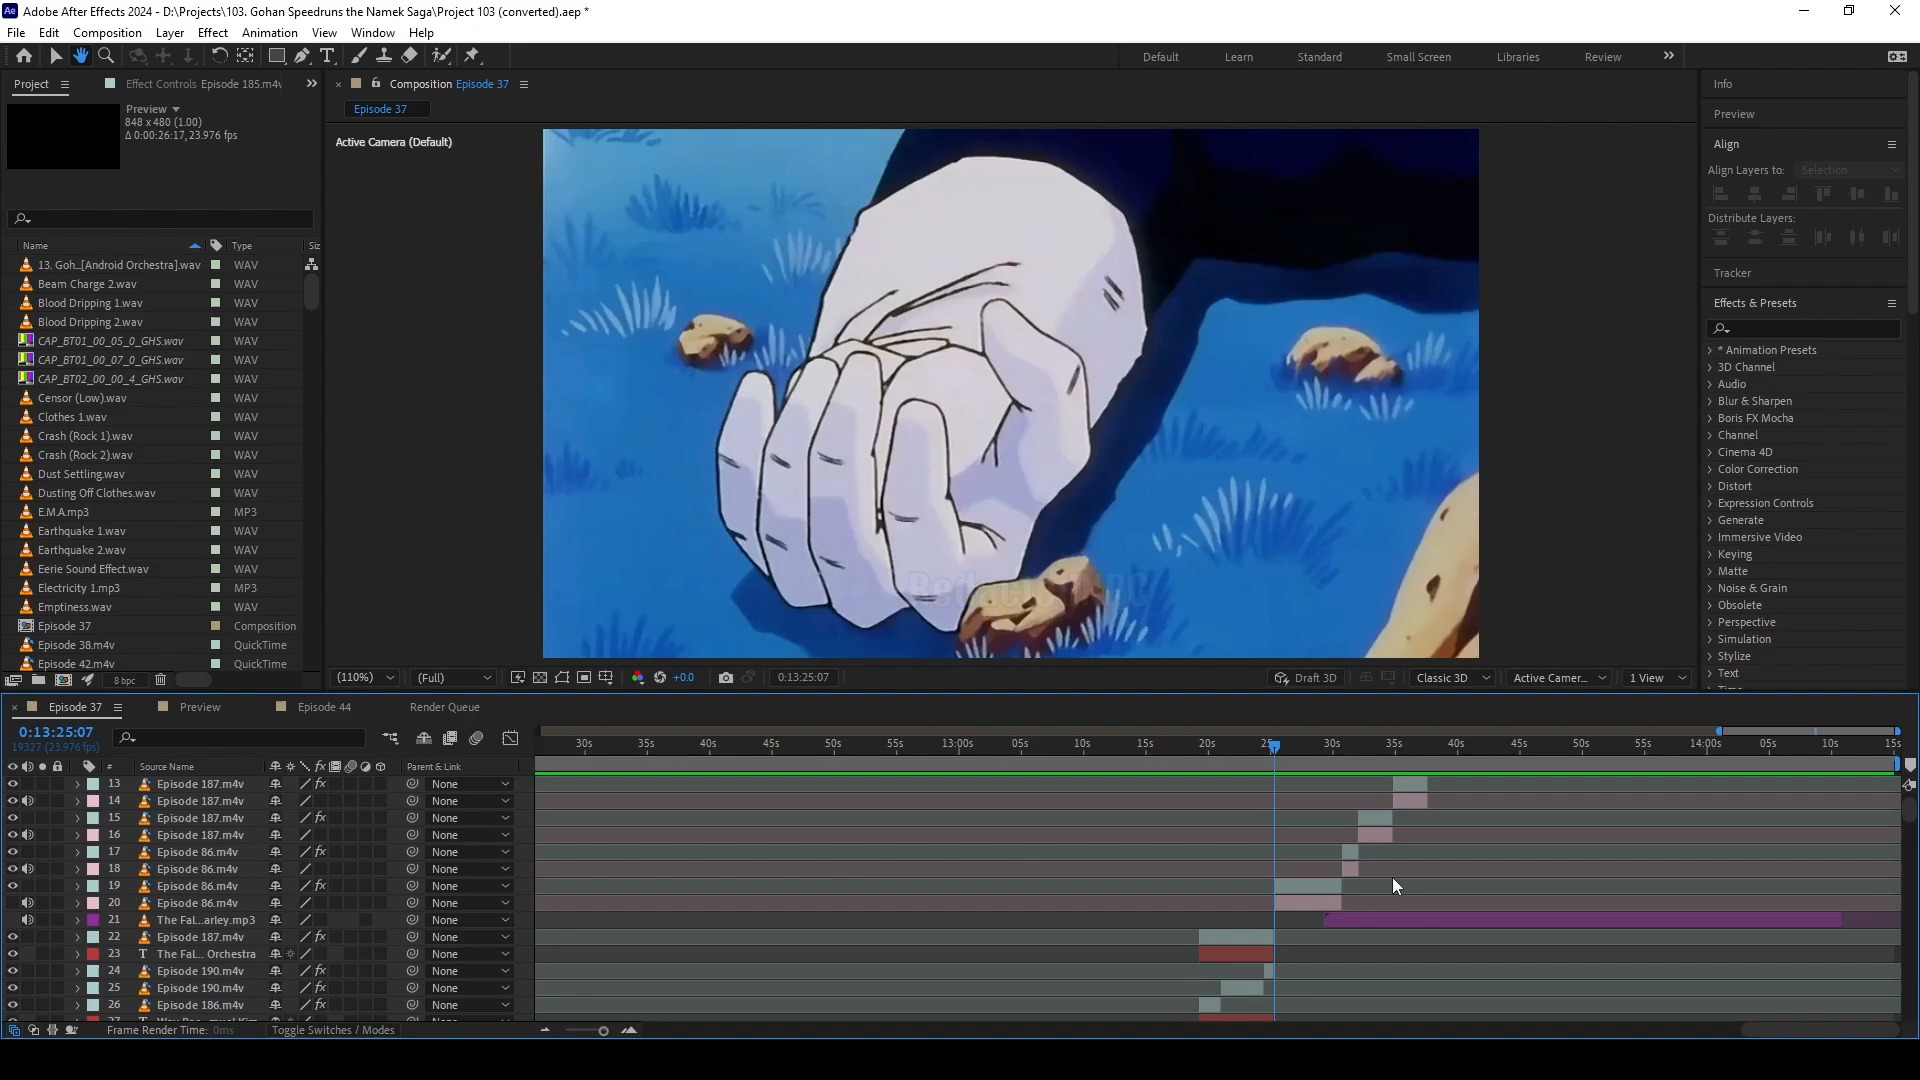 Adobe After Effects 2024 - D:\Projects\103. Gohan Speedruns the Namek Saga\Project 103 (converted).aep *
File Edit Composition Layer Effect Animation View Window Help
Default Learn Standard Small Screen Libraries Review
Project Effect Controls Episode 185.m4v
Preview
848 x 480 (1.00)
Δ 0:00:26:17, 23.976 fps
Name Type Siz
13. Goh...[Android Orchestra].wav WAV
Beam Charge 2.wav WAV
Blood Dripping 1.wav WAV
Blood Dripping 2.wav WAV
CAP_BT01_00_05_0_GHS.wav WAV
CAP_BT01_00_07_0_GHS.wav WAV
CAP_BT02_00_00_4_GHS.wav WAV
Censor (Low).wav WAV
Clothes 1.wav WAV
Crash (Rock 1).wav WAV
Crash (Rock 2).wav WAV
Dust Settling.wav WAV
Dusting Off Clothes.wav WAV
E.M.A.mp3 MP3
Earthquake 1.wav WAV
Earthquake 2.wav WAV
Eerie Sound Effect.wav WAV
Electricity 1.mp3 MP3
Emptiness.wav WAV
Episode 37 Composition
Episode 38.m4v QuickTime
Episode 42.m4v QuickTime
8 bpc
Composition Episode 37
Episode 37
Active Camera (Default)
(110%) (Full) +0.0 0:13:25:07 Draft 3D Classic 3D Active Camer... 1 View
Info
Preview
Align
Align Layers to: Selection
Distribute Layers:
Tracker
Effects & Presets
* Animation Presets
3D Channel
Audio
Blur & Sharpen
Boris FX Mocha
Channel
Cinema 4D
Color Correction
Distort
Expression Controls
Generate
Immersive Video
Keying
Matte
Noise & Grain
Obsolete
Perspective
Simulation
Stylize
Text
Time
Episode 37 Preview Episode 44 Render Queue
0:13:25:07
19327 (23.976 fps)
30s 35s 40s 45s 50s 55s 13:00s 05s 10s 15s 20s 25s 30s 35s 40s 45s 50s 55s 14:00s 05s 10s 15s
# Source Name Parent & Link
13 Episode 187.m4v None
14 Episode 187.m4v None
15 Episode 187.m4v None
16 Episode 187.m4v None
17 Episode 86.m4v None
18 Episode 86.m4v None
19 Episode 86.m4v None
20 Episode 86.m4v None
21 The Fal...arley.mp3 None
22 Episode 187.m4v None
23 T The Fal... Orchestra None
24 Episode 190.m4v None
25 Episode 190.m4v None
26 Episode 186.m4v None
Frame Render Time: 0ms Toggle Switches / Modes